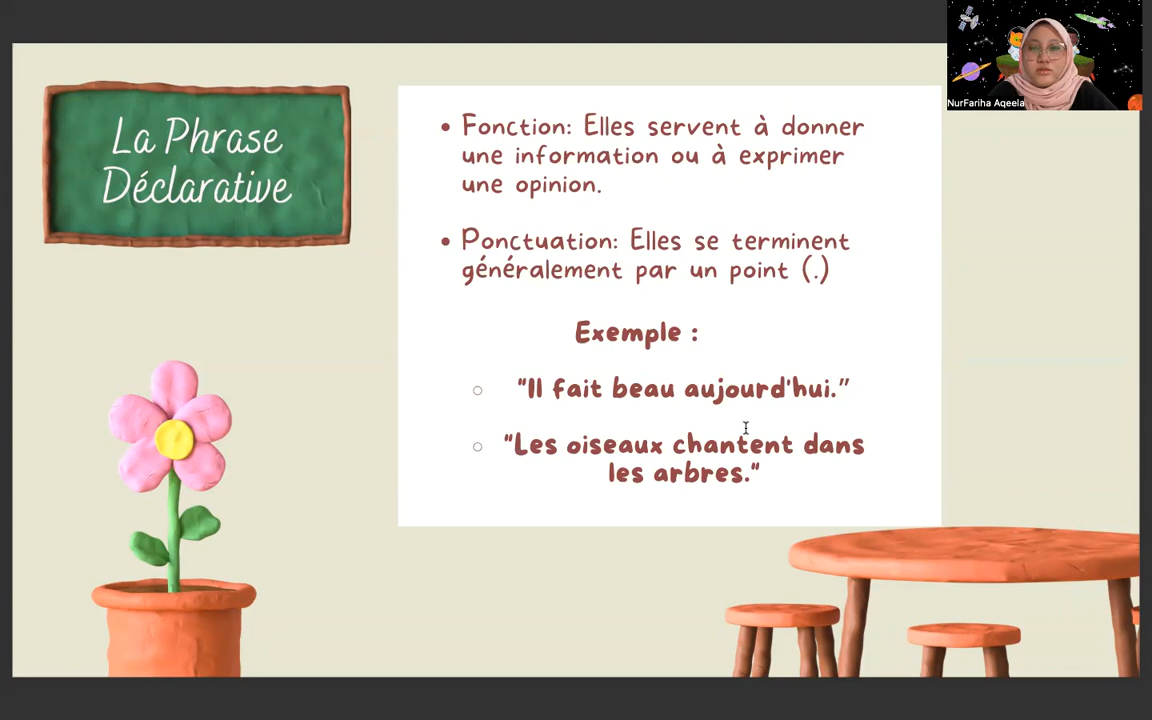 La Phrase
Déclarative
• Fonction: Elles servent à donner
une information ou à exprimer
une opinion.
• Ponctuation: Elles se terminent
généralement par un point (.)
Exemple :
○ "Il fait beau aujourd'hui."
○ "Les oiseaux chantent dans
les arbres."
NurFariha Aqeela